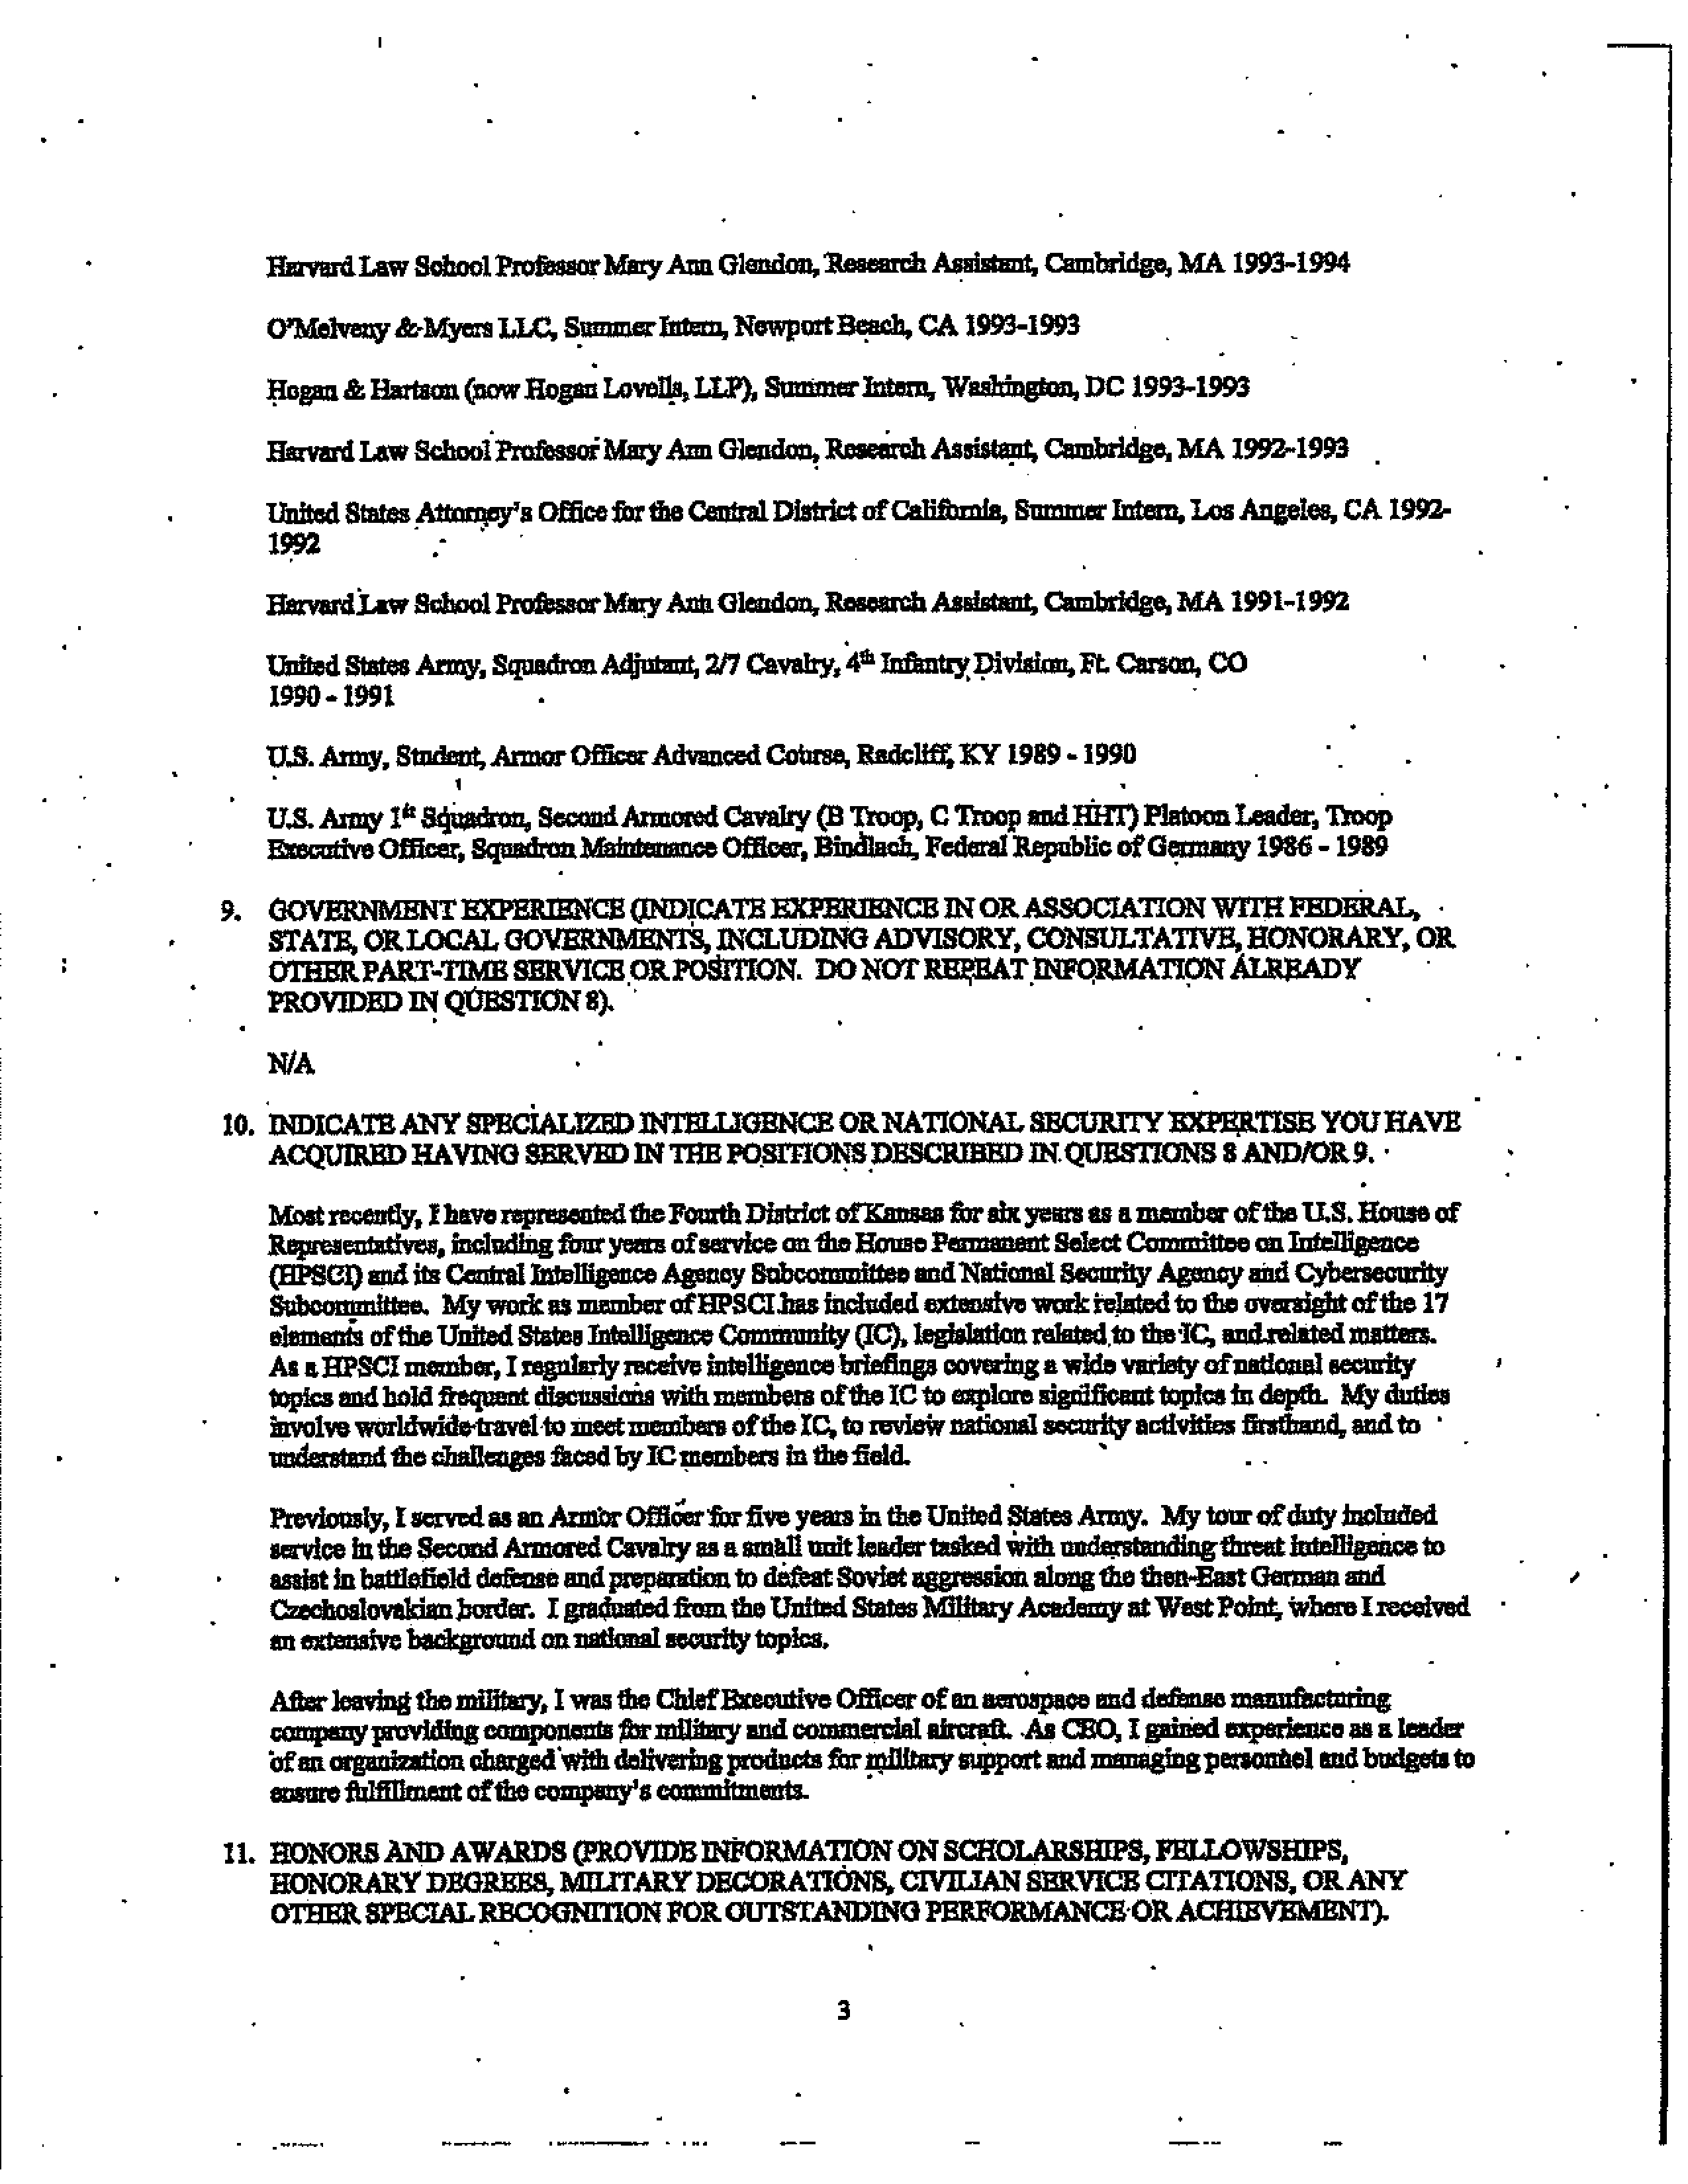 Harvard Law School Professor Mary Ann Glendon, Research Assistant, Cambridge, MA 1993-1994
O'Melveny & Myers LLC, Summer Intern, Newport Beach, CA 1993-1993
Hogan & Hartson (now Hogan Lovells, LLP), Summer Intern, Washington, DC 1993-1993
Harvard Law School Professor Mary Ann Glendon, Research Assistant, Cambridge, MA 1992-1993
United States Attorney's Office for the Central District of California, Summer Intern, Los Angeles, CA 1992-
1992
Harvard Law School Professor Mary Ann Glendon, Research Assistant, Cambridge, MA 1991-1992
United States Army, Squadron Adjutant, 2/7 Cavalry, 4th Infantry Division, Ft. Carson, CO
1990 - 1991
U.S. Army, Student, Armor Officer Advanced Course, Radcliff, KY 1989 - 1990
U.S. Army 1st Squadron, Second Armored Cavalry (B Troop, C Troop and HHT) Platoon Leader, Troop
Executive Officer, Squadron Maintenance Officer, Bindlach, Federal Republic of Germany 1986 - 1989
9. GOVERNMENT EXPERIENCE (INDICATE EXPERIENCE IN OR ASSOCIATION WITH FEDERAL,
STATE, OR LOCAL GOVERNMENTS, INCLUDING ADVISORY, CONSULTATIVE, HONORARY, OR
OTHER PART-TIME SERVICE OR POSITION. DO NOT REPEAT INFORMATION ALREADY
PROVIDED IN QUESTION 8).
N/A
10. INDICATE ANY SPECIALIZED INTELLIGENCE OR NATIONAL SECURITY EXPERTISE YOU HAVE
ACQUIRED HAVING SERVED IN THE POSITIONS DESCRIBED IN QUESTIONS 8 AND/OR 9.
Most recently, I have represented the Fourth District of Kansas for six years as a member of the U.S. House of
Representatives, including four years of service on the House Permanent Select Committee on Intelligence
(HPSCI) and its Central Intelligence Agency Subcommittee and National Security Agency and Cybersecurity
Subcommittee. My work as member of HPSCI has included extensive work related to the oversight of the 17
elements of the United States Intelligence Community (IC), legislation related to the IC, and related matters.
As a HPSCI member, I regularly receive intelligence briefings covering a wide variety of national security
topics and hold frequent discussions with members of the IC to explore significant topics in depth. My duties
involve worldwide travel to meet members of the IC, to review national security activities firsthand, and to
understand the challenges faced by IC members in the field.
Previously, I served as an Armor Officer for five years in the United States Army. My tour of duty included
service in the Second Armored Cavalry as a small unit leader tasked with understanding threat intelligence to
assist in battlefield defense and preparation to defeat Soviet aggression along the then-East German and
Czechoslovakian border. I graduated from the United States Military Academy at West Point, where I received
an extensive background on national security topics.
After leaving the military, I was the Chief Executive Officer of an aerospace and defense manufacturing
company providing components for military and commercial aircraft. As CEO, I gained experience as a leader
of an organization charged with delivering products for military support and managing personnel and budgets to
ensure fulfillment of the company's commitments.
11. HONORS AND AWARDS (PROVIDE INFORMATION ON SCHOLARSHIPS, FELLOWSHIPS,
HONORARY DEGREES, MILITARY DECORATIONS, CIVILIAN SERVICE CITATIONS, OR ANY
OTHER SPECIAL RECOGNITION FOR OUTSTANDING PERFORMANCE OR ACHIEVEMENT).
3